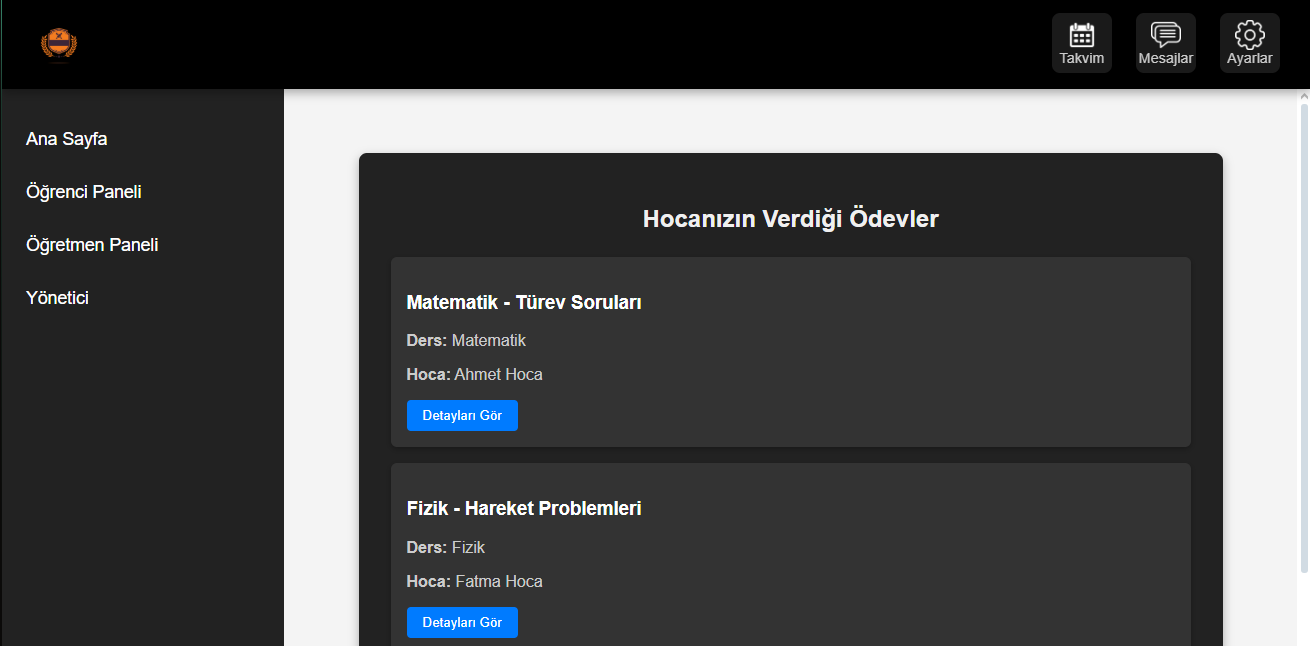 Takvim
Mesajlar
Ayarlar
Ana Sayfa
Öğrenci Paneli
Öğretmen Paneli
Yönetici
Hocanızın Verdiği Ödevler
Matematik - Türev Soruları
Ders: Matematik
Hoca: Ahmet Hoca
Detayları Gör
Fizik - Hareket Problemleri
Ders: Fizik
Hoca: Fatma Hoca
Detayları Gör